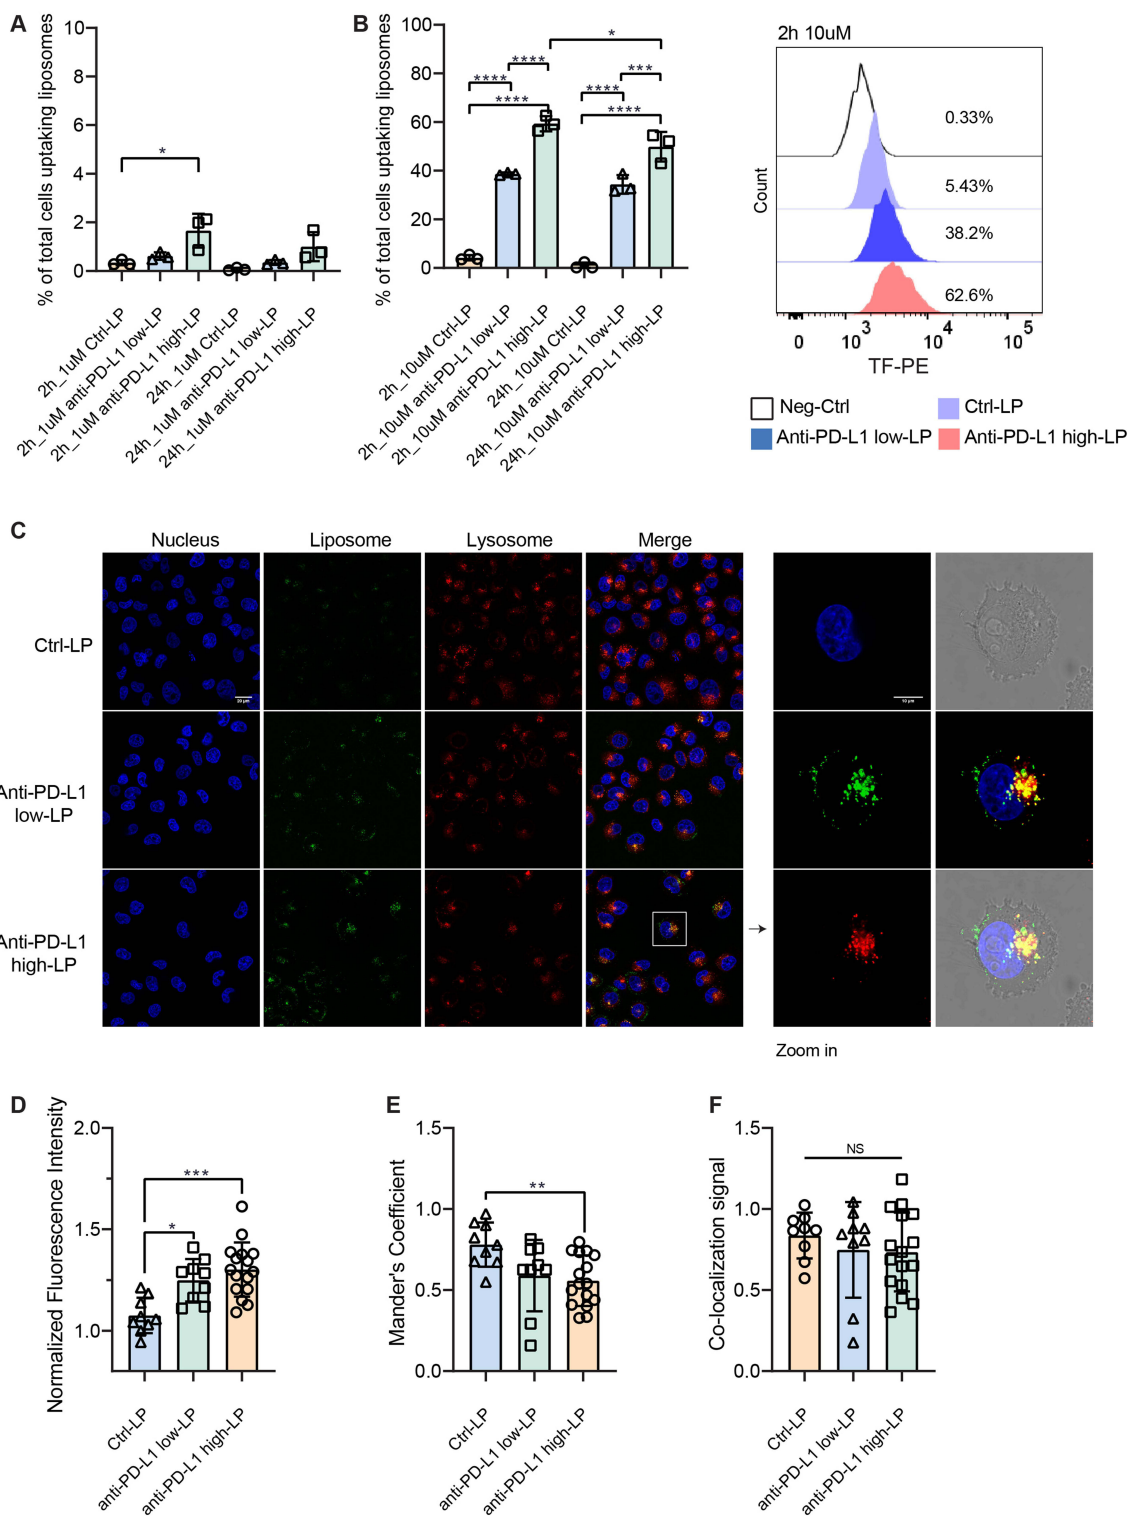 A
% of total cells uptaking liposomes
10
8
6
4
2
0
*
2h_1uM Ctrl-LP
2h_1uM anti-PD-L1 low-LP
2h_1uM anti-PD-L1 high-LP
24h_1uM Ctrl-LP
24h_1uM anti-PD-L1 low-LP
24h_1uM anti-PD-L1 high-LP
B
% of total cells uptaking liposomes
100
80
60
40
20
0
*
****
****
***
****
****
****
2h_10uM Ctrl-LP
2h_10uM anti-PD-L1 low-LP
2h_10uM anti-PD-L1 high-LP
24h_10uM Ctrl-LP
24h_10uM anti-PD-L1 low-LP
24h_10uM anti-PD-L1 high-LP
2h 10uM
Count
0.33%
5.43%
38.2%
62.6%
0 10³ 10⁴ 10⁵
TF-PE
Neg-Ctrl Ctrl-LP
Anti-PD-L1 low-LP Anti-PD-L1 high-LP
C
Nucleus Liposome Lysosome Merge
Ctrl-LP
20 μm
10 μm
Anti-PD-L1
low-LP
Anti-PD-L1
high-LP
Zoom in
D
Normalized Fluorescence Intensity
2.0
1.5
1.0
***
*
Ctrl-LP
anti-PD-L1 low-LP
anti-PD-L1 high-LP
E
Mander's Coefficient
1.5
1.0
0.5
0.0
**
Ctrl-LP
anti-PD-L1 low-LP
anti-PD-L1 high-LP
F
Co-localization signal
1.5
1.0
0.5
0.0
NS
Ctrl-LP
anti-PD-L1 low-LP
anti-PD-L1 high-LP